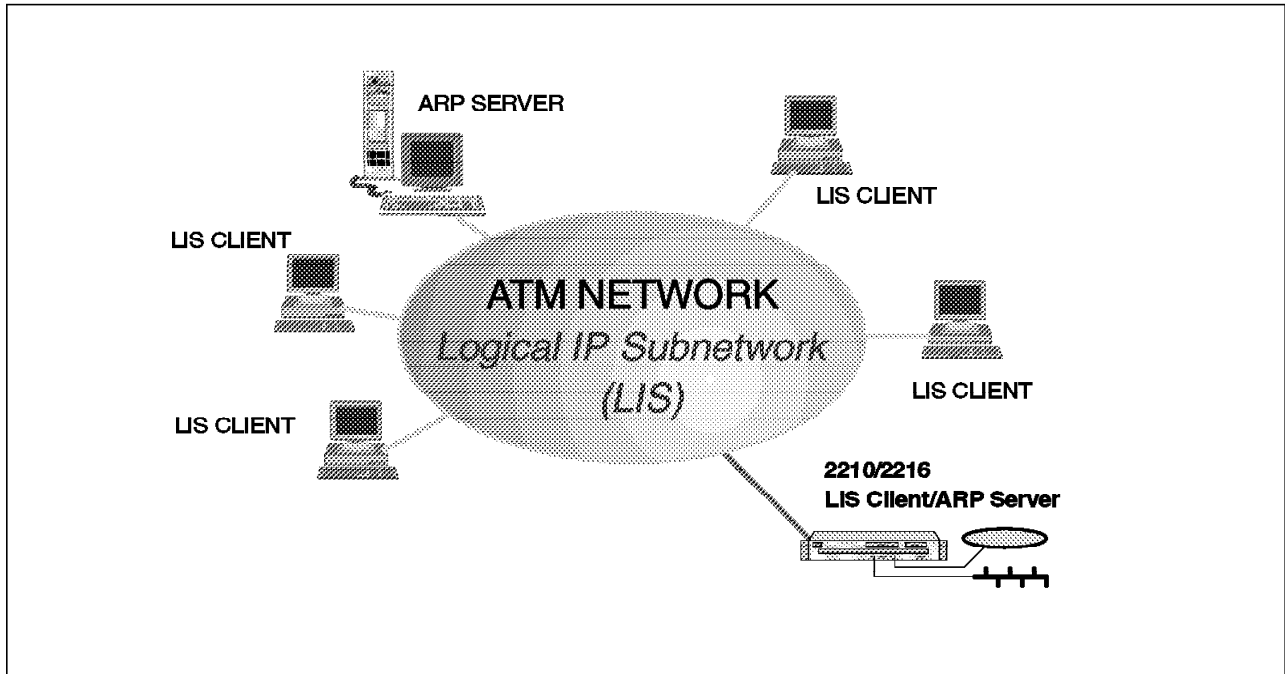 ARP SERVER
LIS CLIENT
LIS CLIENT
ATM NETWORK
Logical IP Subnetwork
(LIS)
LIS CLIENT
LIS CLIENT
2210/2216
LIS Client/ARP Server